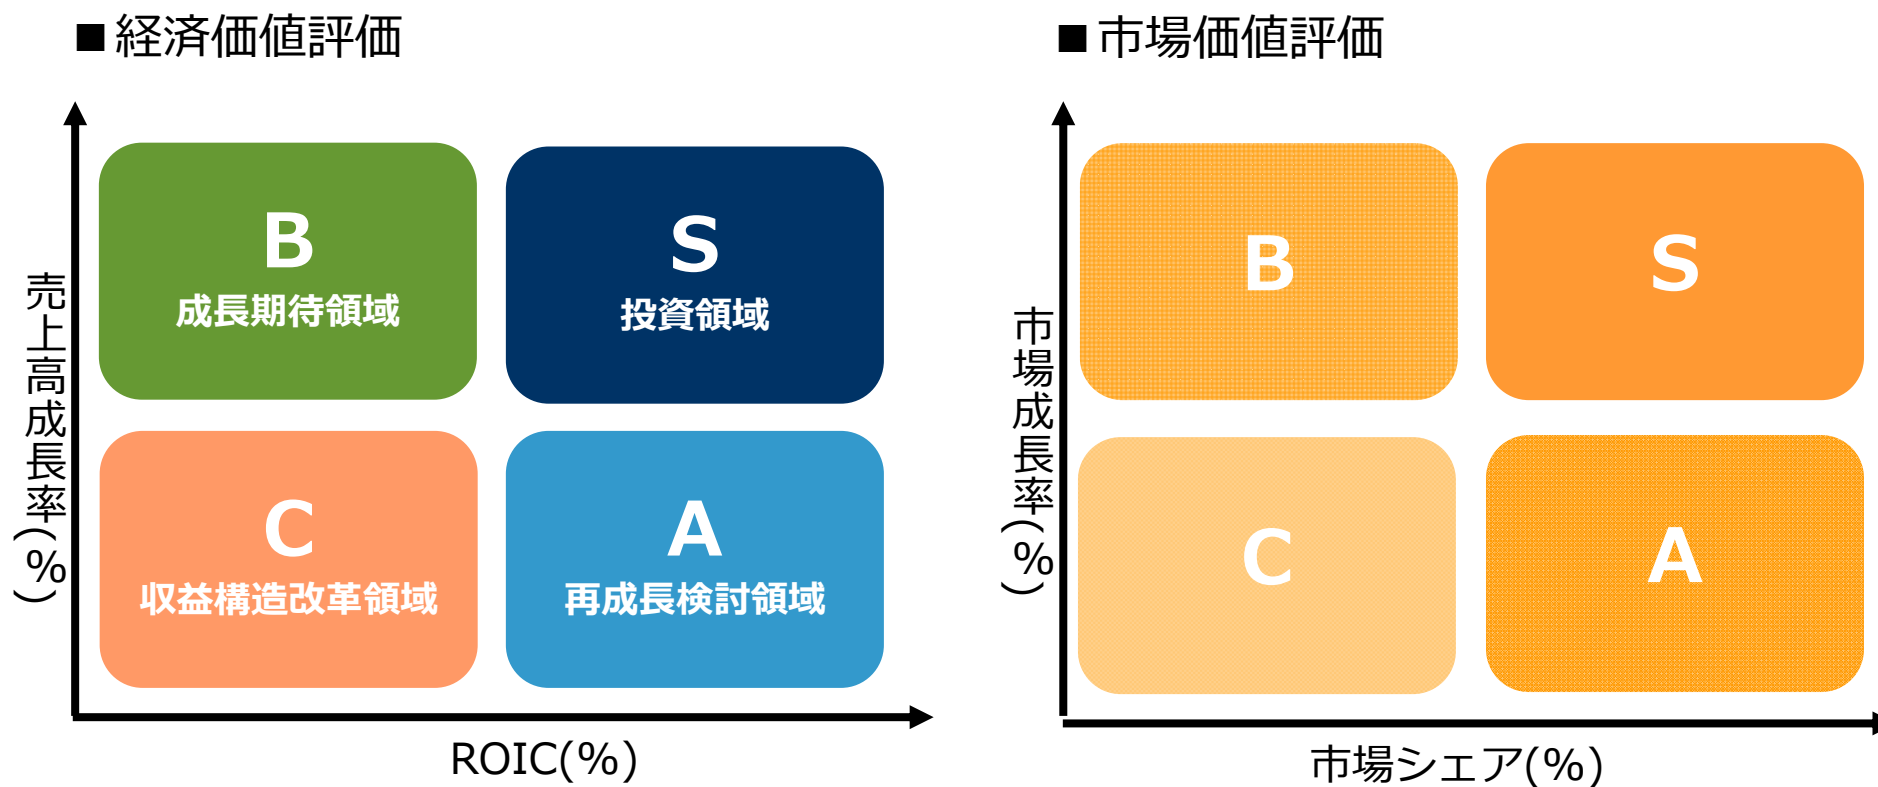 ■経済価値評価
売上高成長率(%)
B
成長期待領域
S
投資領域
C
収益構造改革領域
A
再成長検討領域
ROIC(%)
■市場価値評価
市場成長率(%)
B
S
C
A
市場シェア(%)